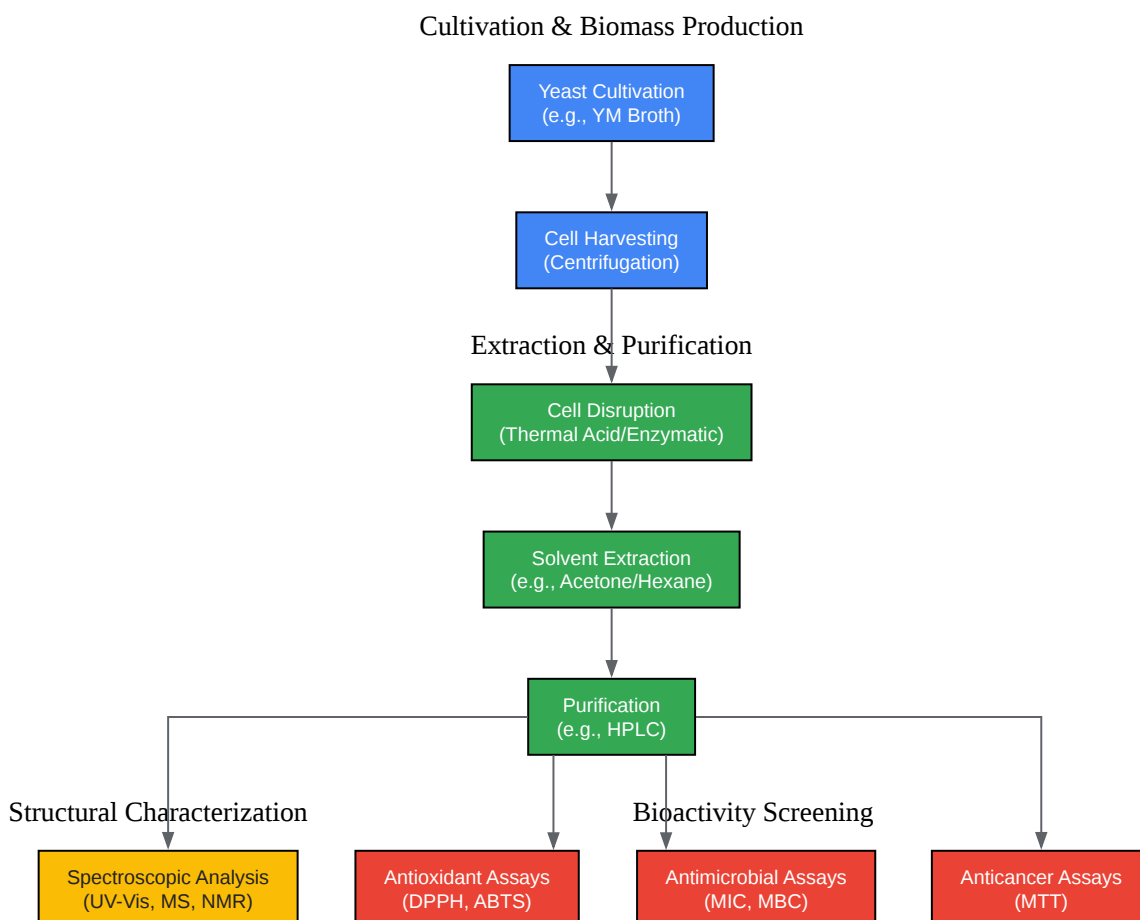 Cultivation & Biomass Production
Yeast Cultivation
(e.g., YM Broth)
Cell Harvesting
(Centrifugation)
Extraction & Purification
Cell Disruption
(Thermal Acid/Enzymatic)
Solvent Extraction
(e.g., Acetone/Hexane)
Purification
(e.g., HPLC)
Structural Characterization
Bioactivity Screening
Spectroscopic Analysis
(UV-Vis, MS, NMR)
Antioxidant Assays
(DPPH, ABTS)
Antimicrobial Assays
(MIC, MBC)
Anticancer Assays
(MTT)